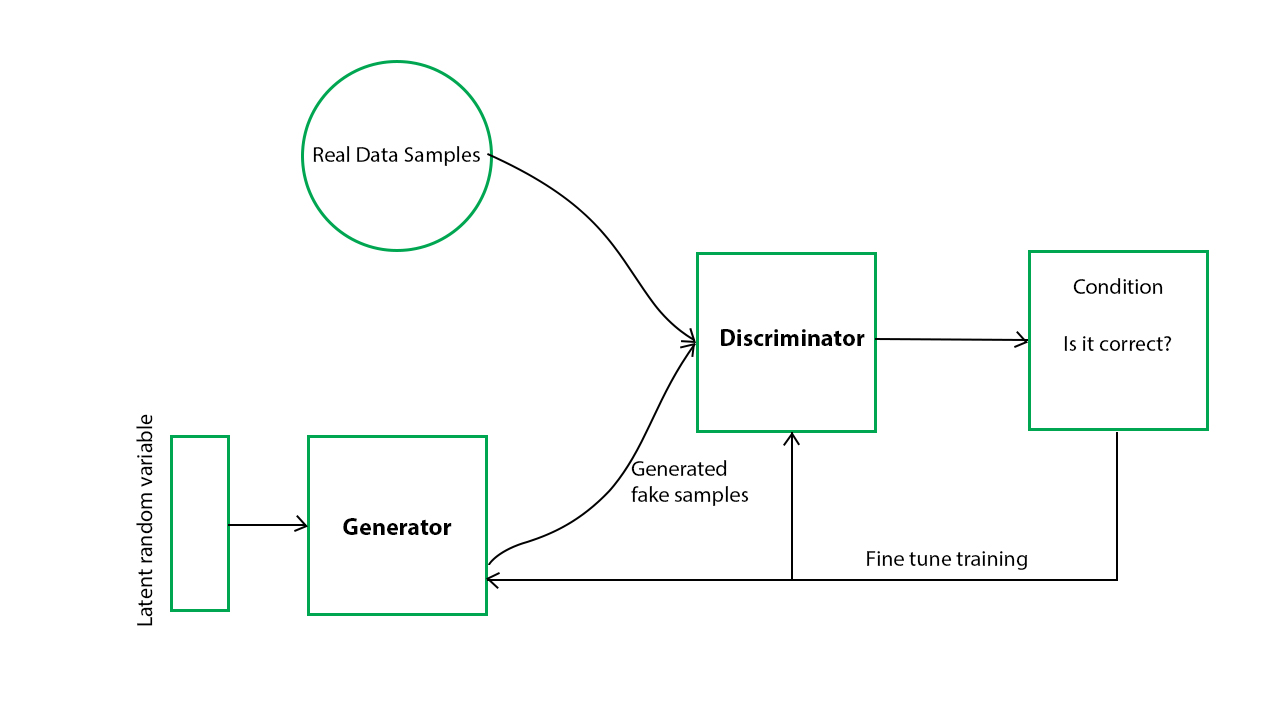 Real Data Samples
Discriminator
Condition
Is it correct?
Latent random variable
Generator
Generated
fake samples
Fine tune training